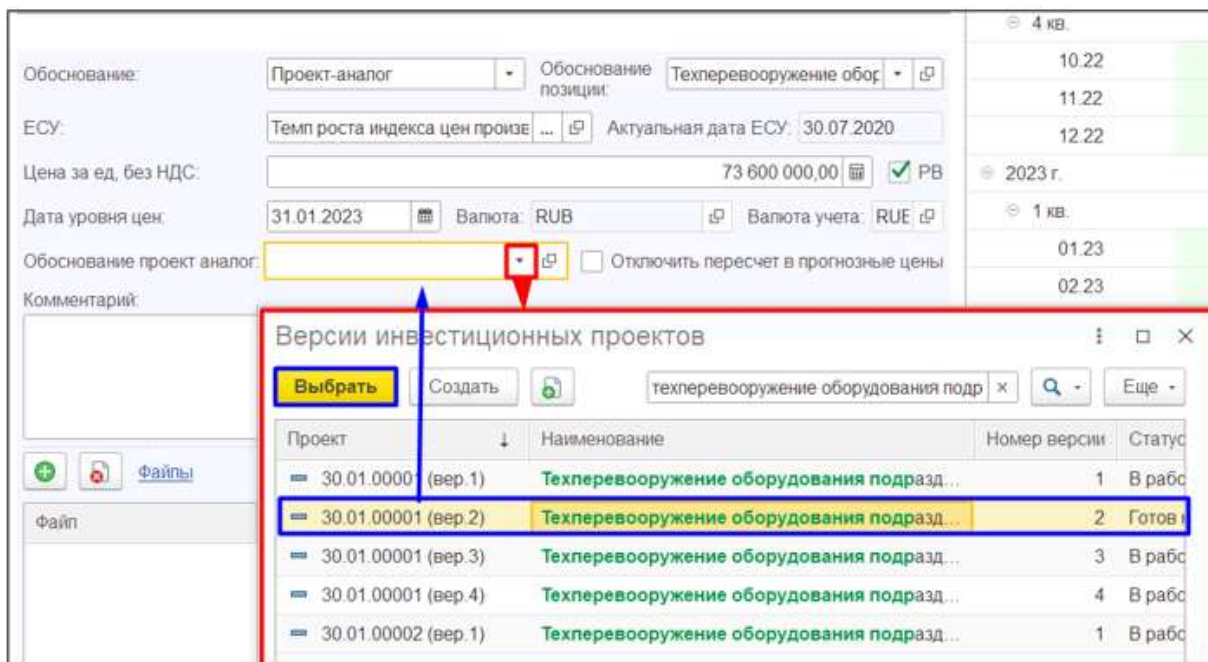 4 кв.
Обоснование: Проект-аналог Обоснование позиции: Техперевооружение обор 10.22
11.22
ЕСУ: Темп роста индекса цен произв ... Актуальная дата ЕСУ: 30.07.2020
12.22
Цена за ед, без НДС: 73 600 000,00 РВ 2023 г.
Дата уровня цен: 31.01.2023 Валюта: RUB Валюта учета: RUB 1 кв.
01.23
Обоснование проект аналог: Отключить пересчет в прогнозные цены
02.23
Комментарий:
Версии инвестиционных проектов
Выбрать Создать техперевооружение оборудования подр × Еще
Проект ↓ Наименование Номер версии Статус
30.01.00001 (вер.1) Техперевооружение оборудования подразд... 1 В рабо
Файлы
30.01.00001 (вер.2) Техперевооружение оборудования подразд... 2 Готов
Файл
30.01.00001 (вер.3) Техперевооружение оборудования подразд... 3 В рабо
30.01.00001 (вер.4) Техперевооружение оборудования подразд... 4 В рабо
30.01.00002 (вер.1) Техперевооружение оборудования подразд... 1 В рабо